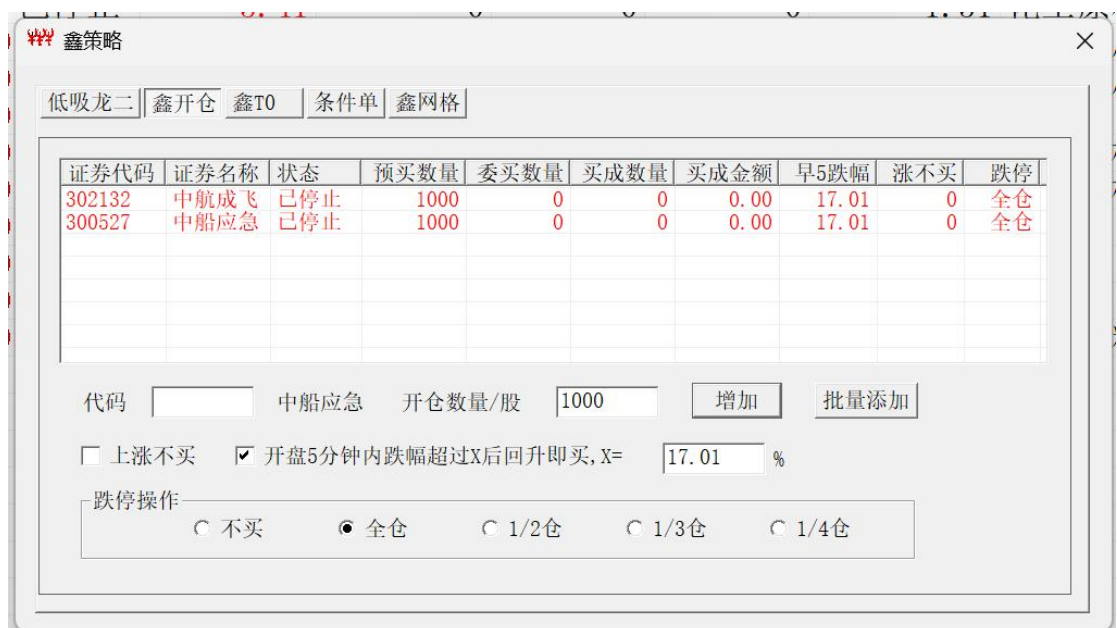 鑫策略
低吸龙二 鑫开仓 鑫T0 条件单 鑫网格
证券代码 证券名称 状态 预买数量 委买数量 买成数量 买成金额 早5跌幅 涨不买 跌停
302132 中航成飞 已停止 1000 0 0 0.00 17.01 0 全仓
300527 中船应急 已停止 1000 0 0 0.00 17.01 0 全仓
代码 中船应急 开仓数量/股 1000 增加 批量添加
上涨不买 开盘5分钟内跌幅超过X后回升即买,X= 17.01 %
跌停操作
不买 全仓 1/2仓 1/3仓 1/4仓